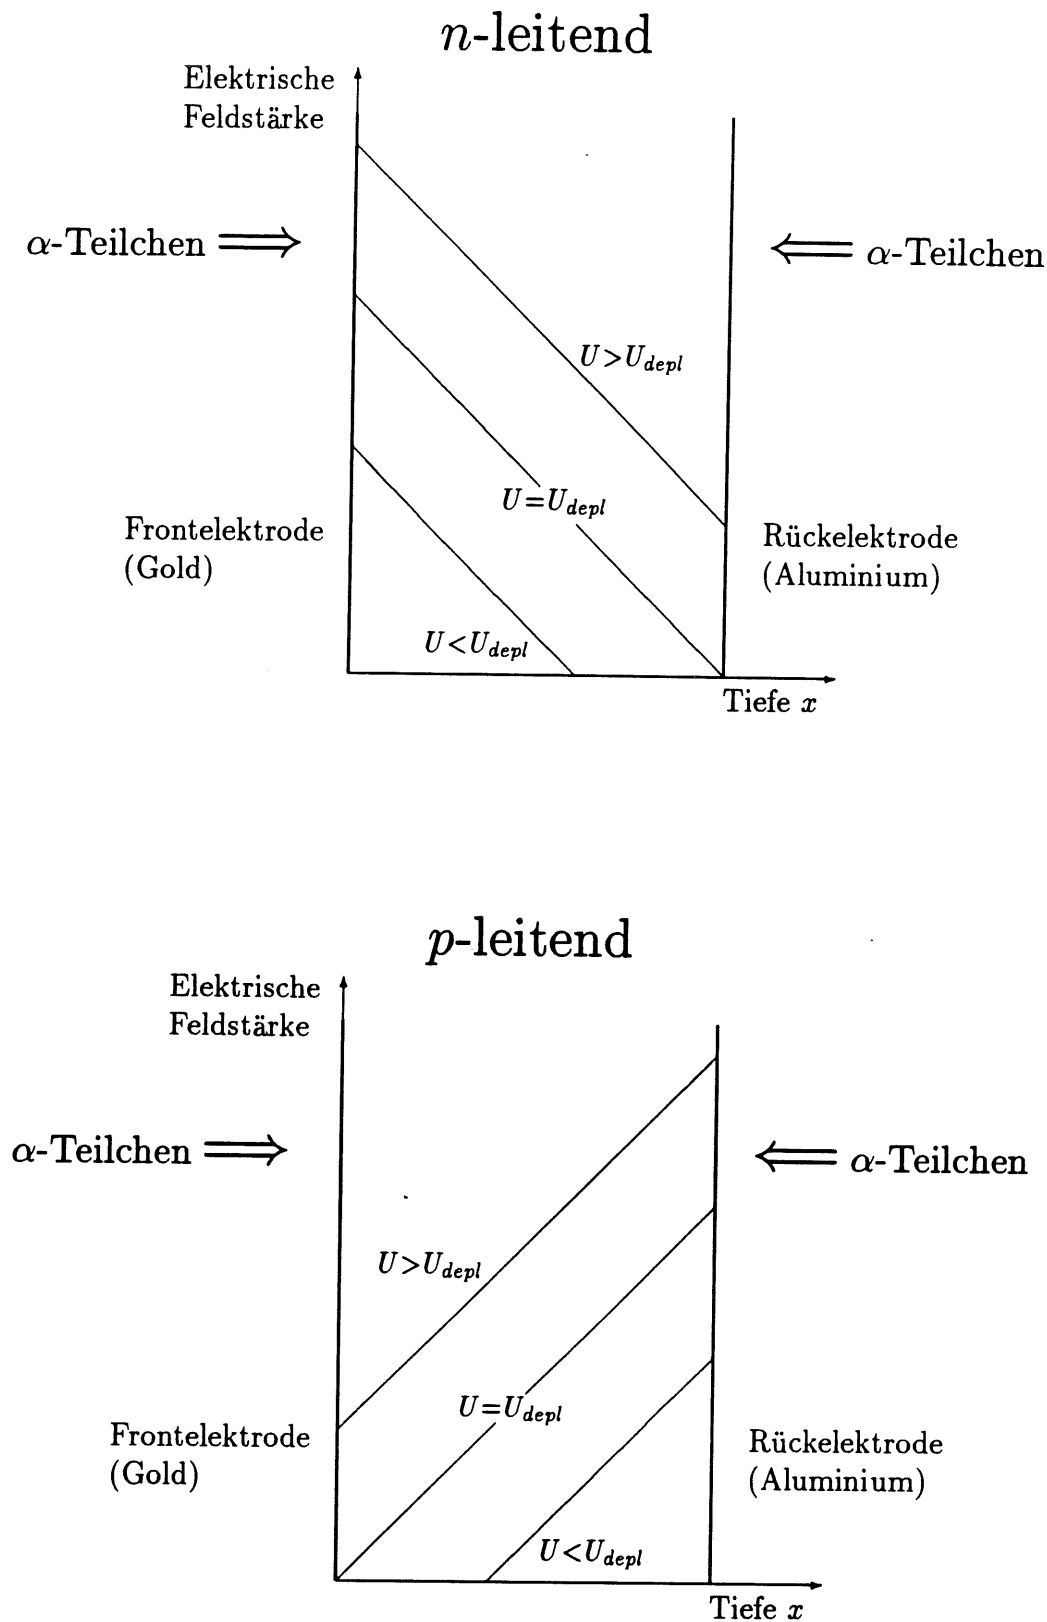 n-leitend
Elektrische
Feldstärke
α-Teilchen ⟹
⟸ α-Teilchen
U>U_depl
U=U_depl
Frontelektrode
(Gold)
Rückelektrode
(Aluminium)
U<U_depl
Tiefe x
p-leitend
Elektrische
Feldstärke
α-Teilchen ⟹
⟸ α-Teilchen
U>U_depl
U=U_depl
Frontelektrode
(Gold)
Rückelektrode
(Aluminium)
U<U_depl
Tiefe x